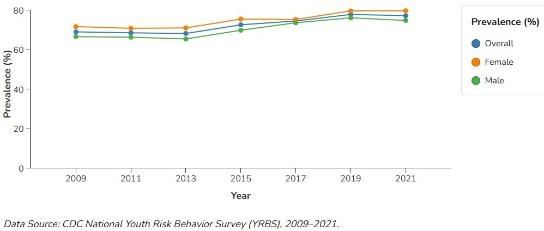 80
60
40
20
0
Prevalence (%)
2009 2011 2013 2015 2017 2019 2021
Year
Prevalence (%)
Overall
Female
Male
Data Source: CDC National Youth Risk Behavior Survey (YRBS), 2009–2021.